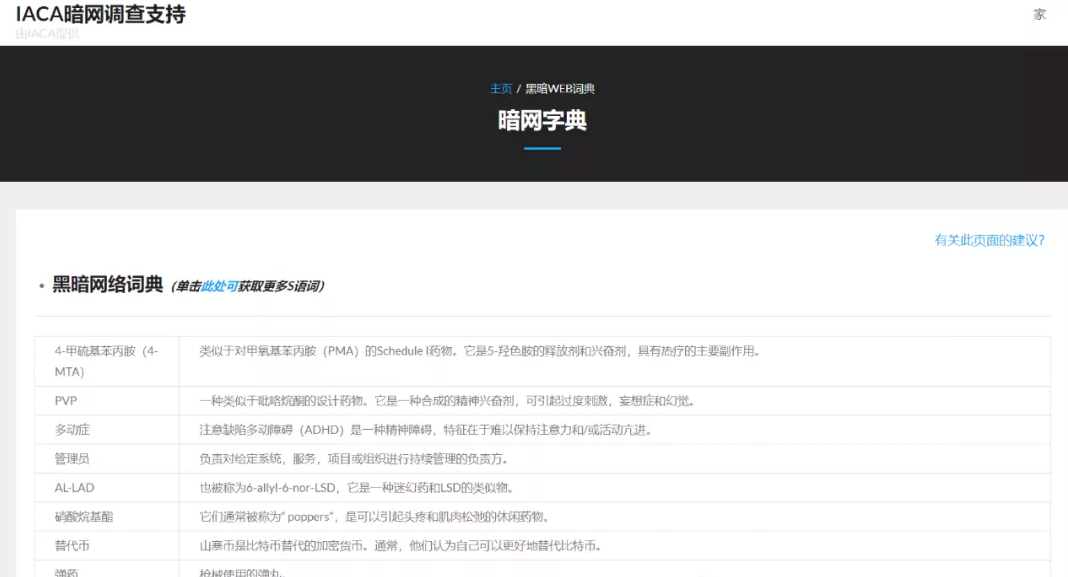 IACA暗网调查支持
由IACA提供
家
主页 / 黑暗WEB词典
暗网字典
有关此页面的建议?
• 黑暗网络词典 (单击此处可获取更多S语词)
4-甲硫基苯丙胺（4-
MTA）
类似于对甲氧基苯丙胺（PMA）的Schedule I药物。它是5-羟色胺的释放剂和兴奋剂，具有热疗的主要副作用。
PVP
一种类似于吡咯烷酮的设计药物。它是一种合成的精神兴奋剂，可引起过度刺激，妄想症和幻觉。
多动症
注意缺陷多动障碍（ADHD）是一种精神障碍，特征在于难以保持注意力和/或活动亢进。
管理员
负责对给定系统，服务，项目或组织进行持续管理的负责方。
AL-LAD
也被称为6-allyl-6-nor-LSD，它是一种迷幻药和LSD的类似物。
硝酸烷基酯
它们通常被称为“ poppers”，是可以引起头疼和肌肉松弛的休闲药物。
替代币
山寨币是比特币替代的加密货币。通常，他们认为自己可以更好地替代比特币。
弹药
枪械使用的弹丸。